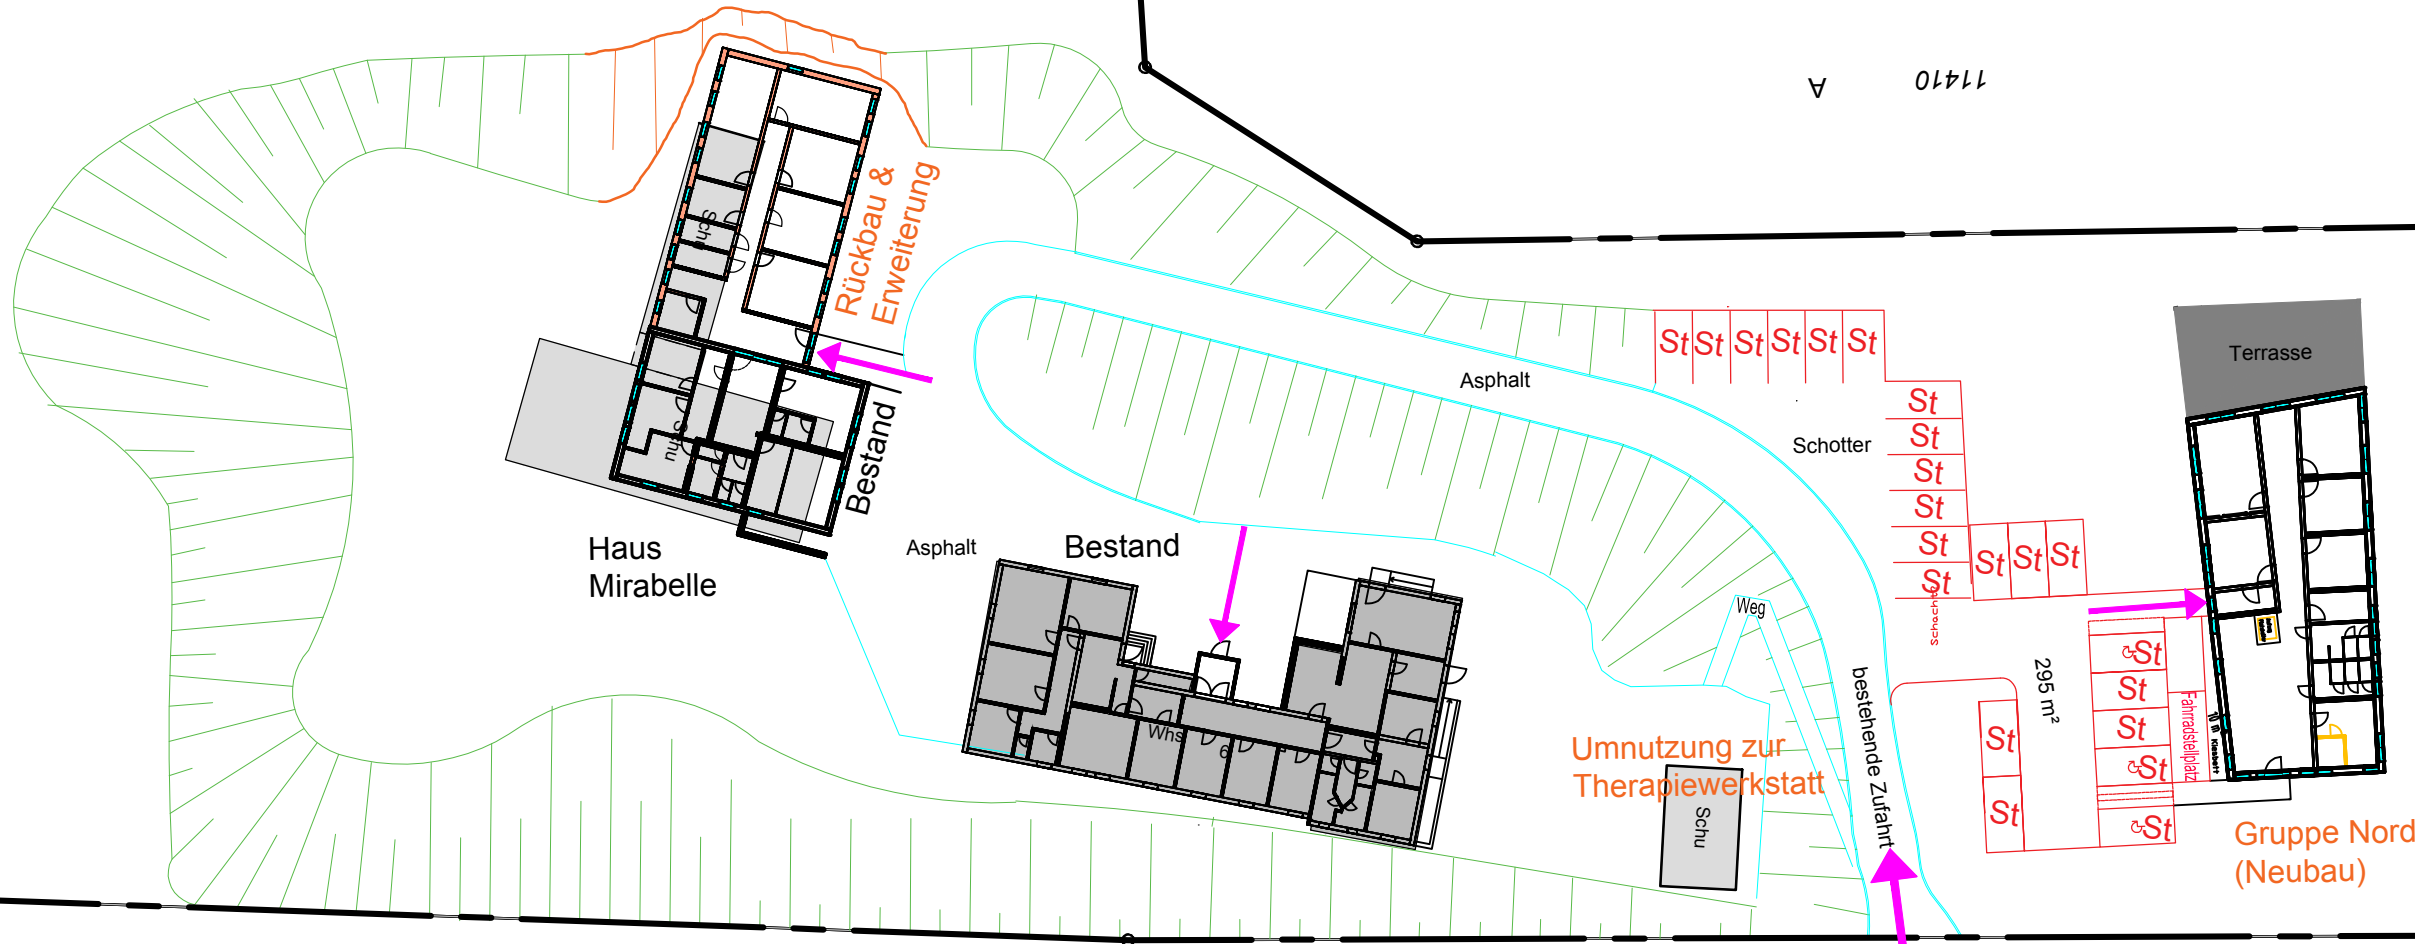 A
11410
Rückbau &
Erweiterung
Schu
Schu
Bestand
Haus
Mirabelle
Asphalt
Bestand
Whs
6
Asphalt
Schotter
St St St St St St
St
St
St
St
St
St
St St St
Terrasse
Weg
bestehende Zufahrt
Umnutzung zur
Therapiewerkstatt
Schu
295 m²
St
St
St
St
St
St
St
Fahrradstellplatz
10 m Kiesbett
Gruppe Nord
(Neubau)